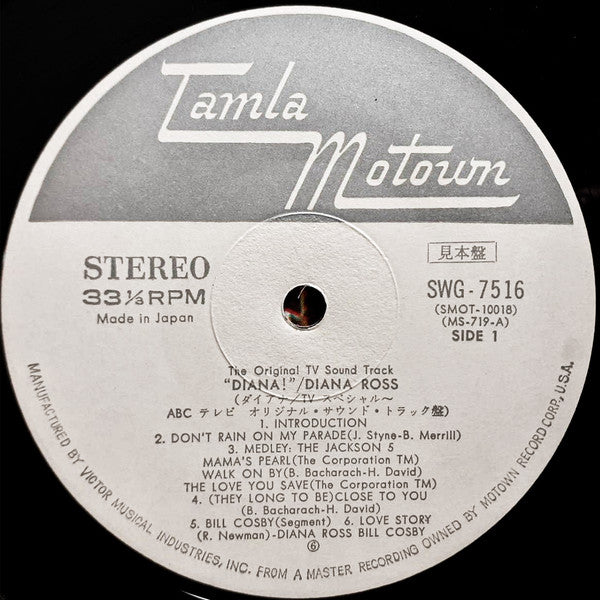 Tamla
Motown
STEREO
33⅓RPM
Made in Japan
見本盤
SWG-7516
(SMOT-10018)
(MS-719-A)
SIDE 1
The Original TV Sound Track
"DIANA!"/DIANA ROSS
(ダイアナ/TV スペシャル〜
ABC テレビ オリジナル・サウンド・トラック盤)
1. INTRODUCTION
2. DON'T RAIN ON MY PARADE(J. Styne-B. Merrill)
3. MEDLEY: THE JACKSON 5
MAMA'S PEARL(The Corporation TM)
WALK ON BY(B. Bacharach-H. David)
THE LOVE YOU SAVE(The Corporation TM)
4. (THEY LONG TO BE)CLOSE TO YOU
(B. Bacharach-H. David)
5. BILL COSBY(Segment) 6. LOVE STORY
(R. Newman)-DIANA ROSS BILL COSBY
⑥
MANUFACTURED BY VICTOR MUSICAL INDUSTRIES, INC. FROM A MASTER RECORDING OWNED BY MOTOWN RECORD CORP., U.S.A.